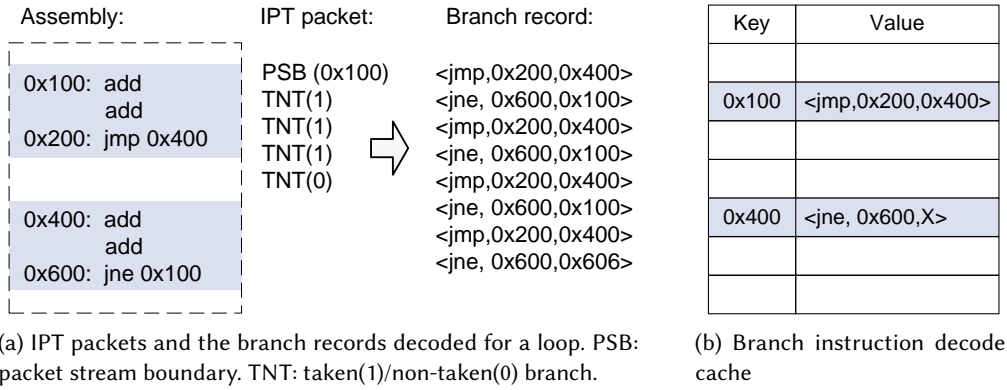 Assembly:
IPT packet:
Branch record:
0x100: add
add
0x200: jmp 0x400
0x400: add
add
0x600: jne 0x100
PSB (0x100)
TNT(1)
TNT(1)
TNT(1)
TNT(0)
<jmp,0x200,0x400>
<jne, 0x600,0x100>
<jmp,0x200,0x400>
<jne, 0x600,0x100>
<jmp,0x200,0x400>
<jne, 0x600,0x100>
<jmp,0x200,0x400>
<jne, 0x600,0x606>
(a) IPT packets and the branch records decoded for a loop. PSB:
packet stream boundary. TNT: taken(1)/non-taken(0) branch.
Key Value
0x100 <jmp,0x200,0x400>
0x400 <jne, 0x600,X>
(b) Branch instruction decode
cache